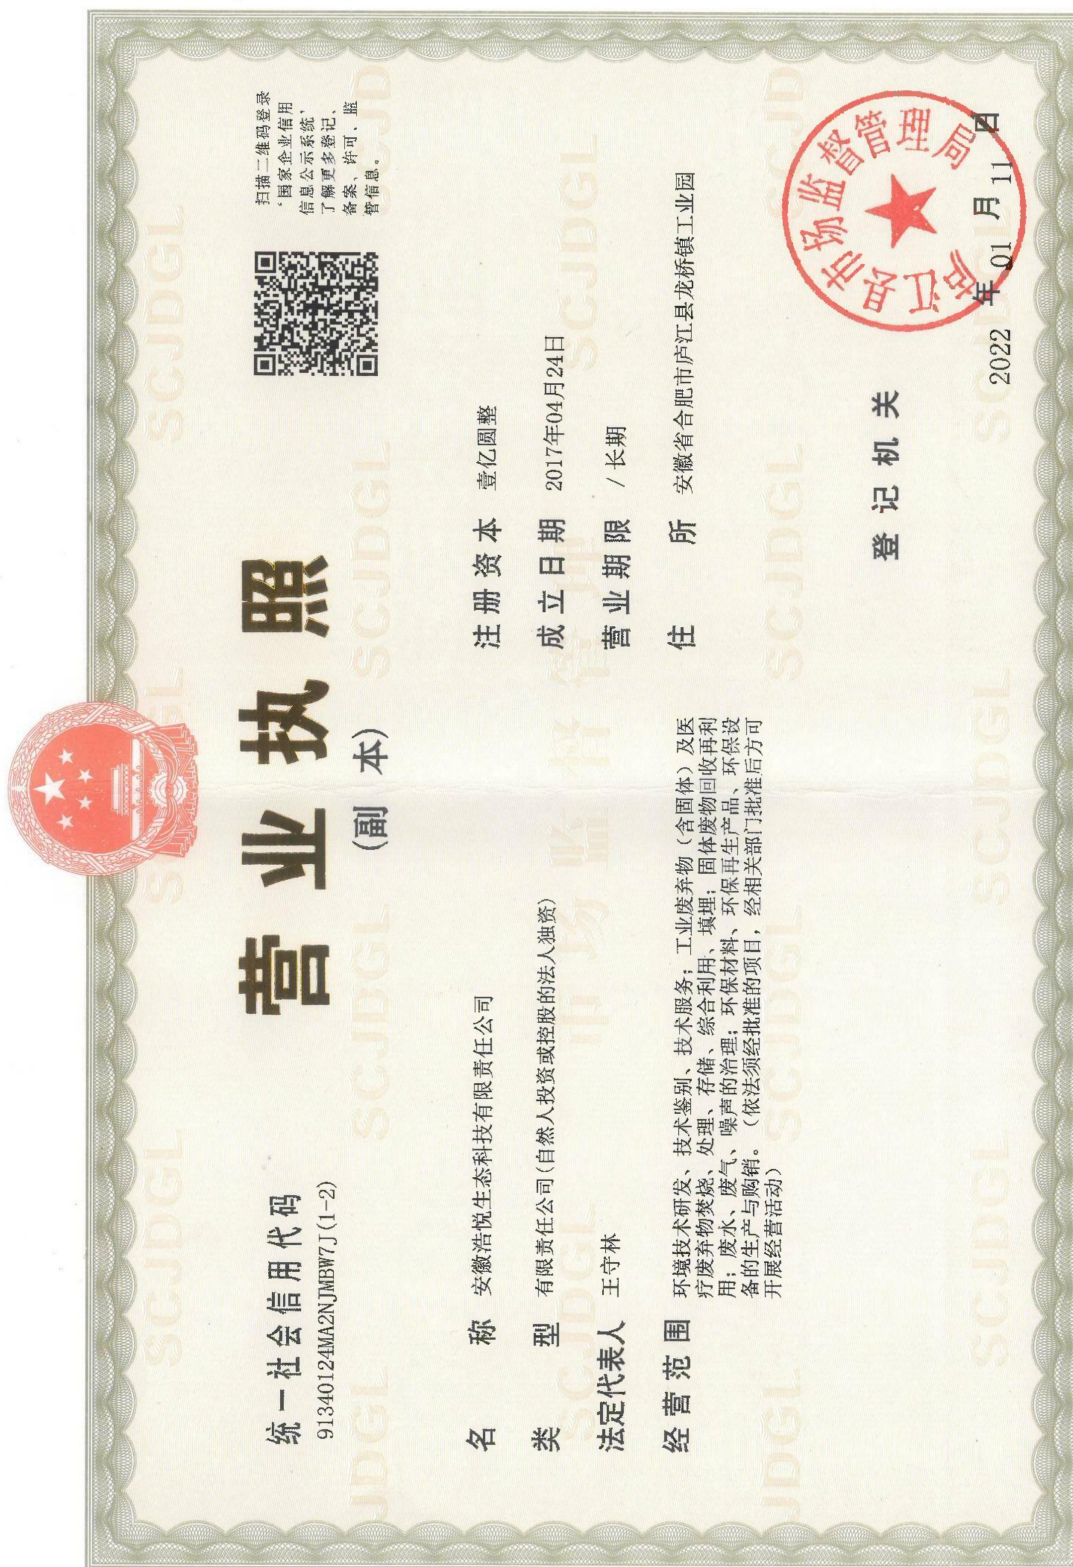 营业执照
(副 本)
统一社会信用代码
91340124MA2NJMBW7J(1-2)
扫描二维码登录
‘国家企业信用
信息公示系统’
了解更多登记、
备案、许可、监
管信息。
名 称 安徽浩悦生态科技有限责任公司
类 型 有限责任公司(自然人投资或控股的法人独资)
法定代表人 王守林
经营范围 环境技术研发、技术鉴别、技术服务；工业废弃物（含固体）及医
疗废弃物焚烧、处理、存储、综合利用、填埋；固体废物回收再利
用；废水、废气、噪声的治理；环保材料、环保再生产品、环保设
备的生产与购销。（依法须经批准的项目，经相关部门批准后方可
开展经营活动）
注册资本 壹亿圆整
成立日期 2017年04月24日
营业期限 / 长期
住 所 安徽省合肥市庐江县龙桥镇工业园
登记机关
庐江县市场监督管理局
2022 年 01 月 11 日
SCJDGL
市场监督管理